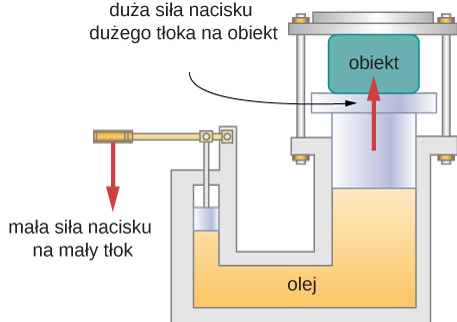 duża siła nacisku
dużego tłoka na obiekt
obiekt
mała siła nacisku
na mały tłok
olej